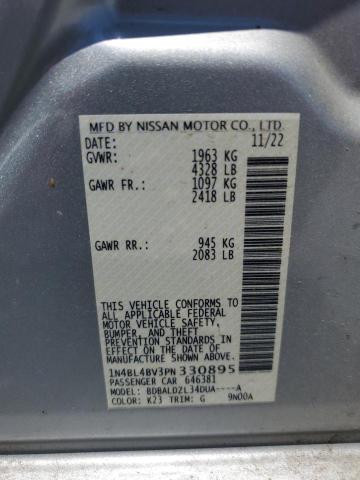 MFD BY NISSAN MOTOR CO., LTD.
DATE: 11/22
GVWR: 1963 KG
4328 LB
GAWR FR.: 1097 KG
2418 LB
GAWR RR.: 945 KG
2083 LB
THIS VEHICLE CONFORMS TO
ALL APPLICABLE FEDERAL
MOTOR VEHICLE SAFETY,
BUMPER, AND THEFT
PREVENTION STANDARDS
IN EFFECT ON THE DATE OF
MANUFACTURE SHOWN ABOVE.
1N4BL4BV3PN330895
PASSENGER CAR 646381
MODEL: BDBALDZL34DUA----A
COLOR: K23 TRIM: G 9N00A